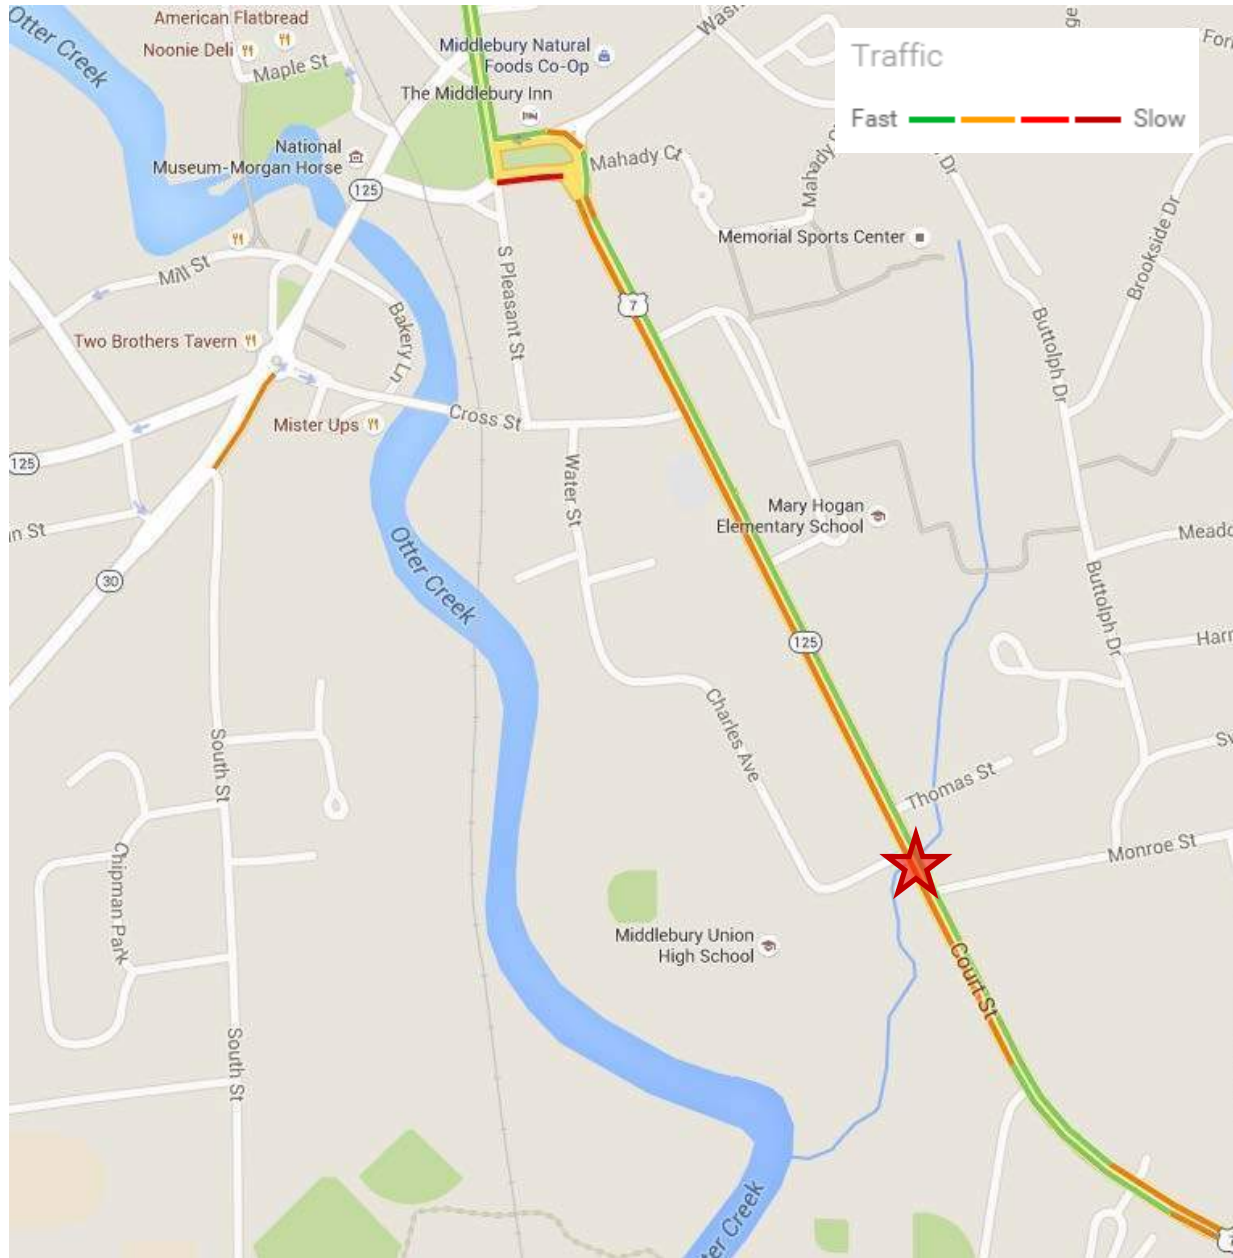 American Flatbread
Noonie Deli
Otter Creek
Maple St
Middlebury Natural
Foods Co-Op
The Middlebury Inn
Traffic
Fast
Slow
National
Museum-Morgan Horse
125
Mahady Ct
Memorial Sports Center
Brookside Dr
Mill St
S Pleasant St
7
Two Brothers Tavern
Bakery Ln
Buttolph Dr
Mister Ups
Cross St
125
Water St
Mary Hogan
Elementary School
Otter Creek
30
Buttolph Dr
125
Charles Ave
South St
Thomas St
Monroe St
Chipman Park
Middlebury Union
High School
Court St
South St
Creek